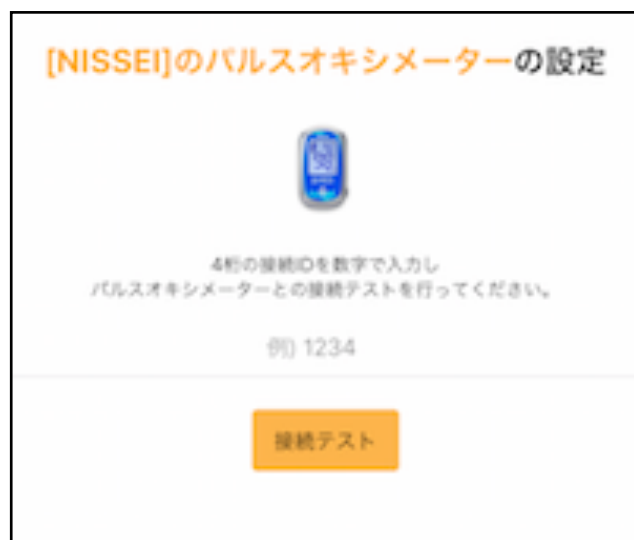 [NISSEI]のパルスオキシメーターの設定
4桁の接続IDを数字で入力し
パルスオキシメーターとの接続テストを行ってください。
例) 1234
接続テスト